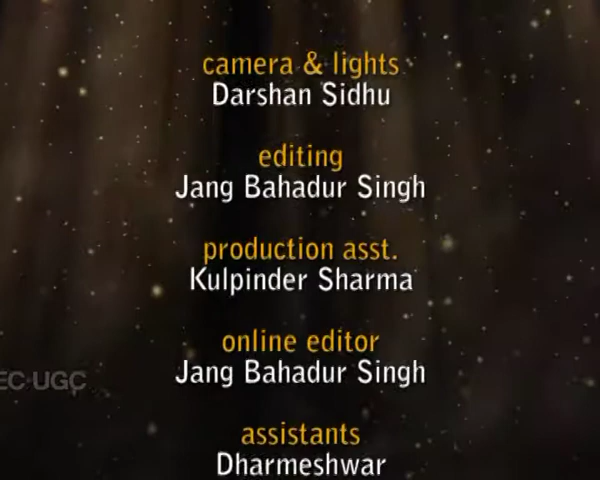 camera & lights
Darshan Sidhu
editing
Jang Bahadur Singh
production asst.
Kulpinder Sharma
online editor
Jang Bahadur Singh
EC-UGC
assistants
Dharmeshwar